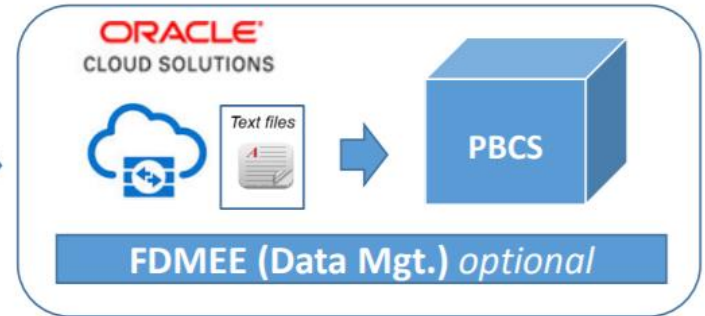 ORACLE
CLOUD SOLUTIONS
Text files
PBCS
FDMEE (Data Mgt.) optional